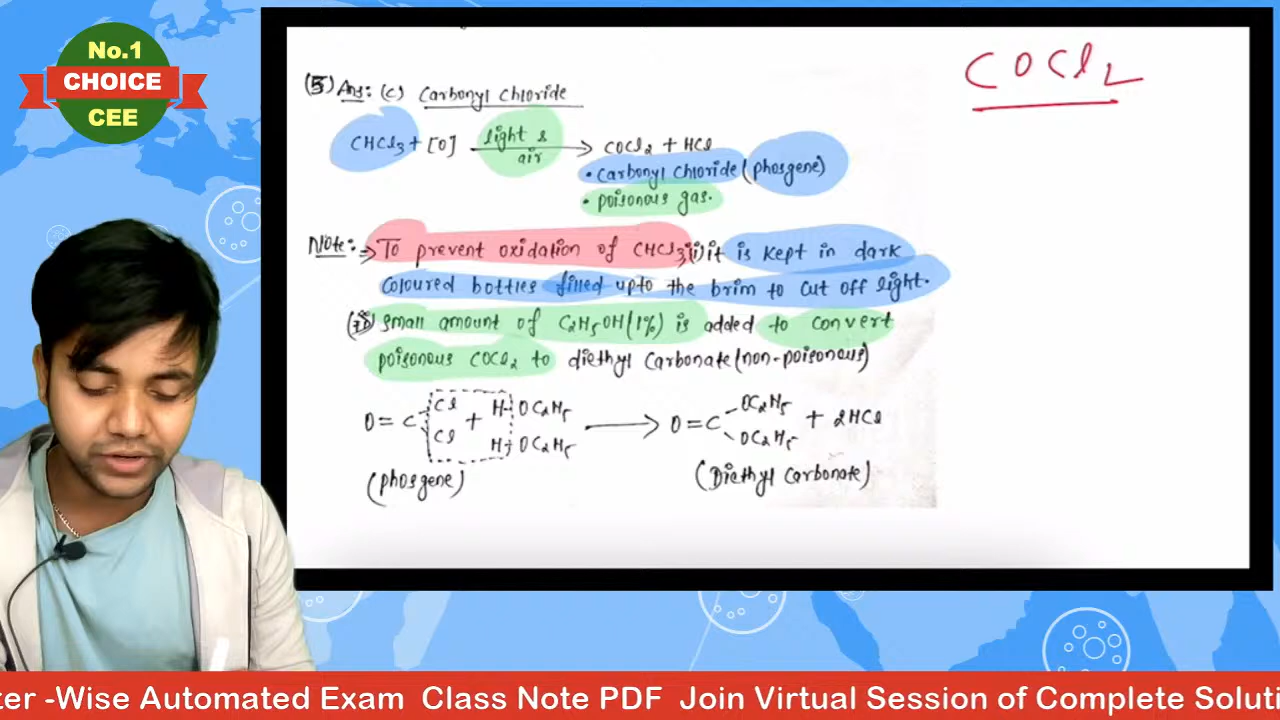 No.1
CHOICE
CEE
COCl2
(5) Ans: (c) Carbonyl Chloride
CHCl3 + [O] light & air → COCl2 + HCl
• Carbonyl Chloride (phosgene)
• poisonous gas.
Note:→ To prevent oxidation of CHCl3 (i) it is kept in dark
Coloured bottles filled upto the brim to cut off light.
(ii) small amount of C2H5OH (1%) is added to convert
poisonous COCl2 to diethyl Carbonate (non-poisonous)
O = C Cl Cl + H-OC2H5 H-OC2H5 → O = C OC2H5 OC2H5 + 2HCl
(phosgene) (Diethyl Carbonate)
ter -Wise Automated Exam Class Note PDF Join Virtual Session of Complete Soluti